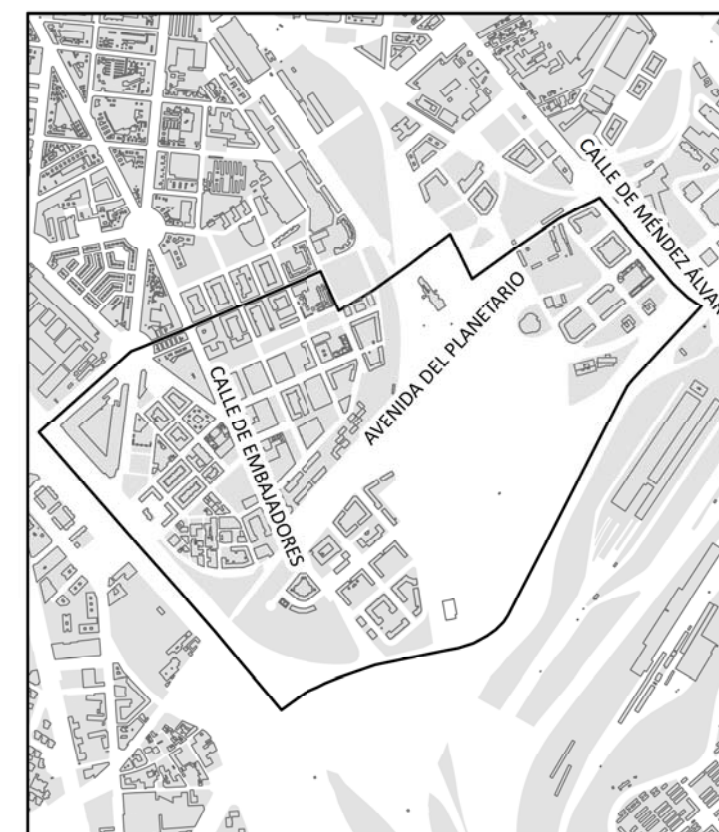 CALLE DE MÉNDEZ ÁLVAR
AVENIDA DEL PLANETARIO
CALLE DE EMBAJADORES